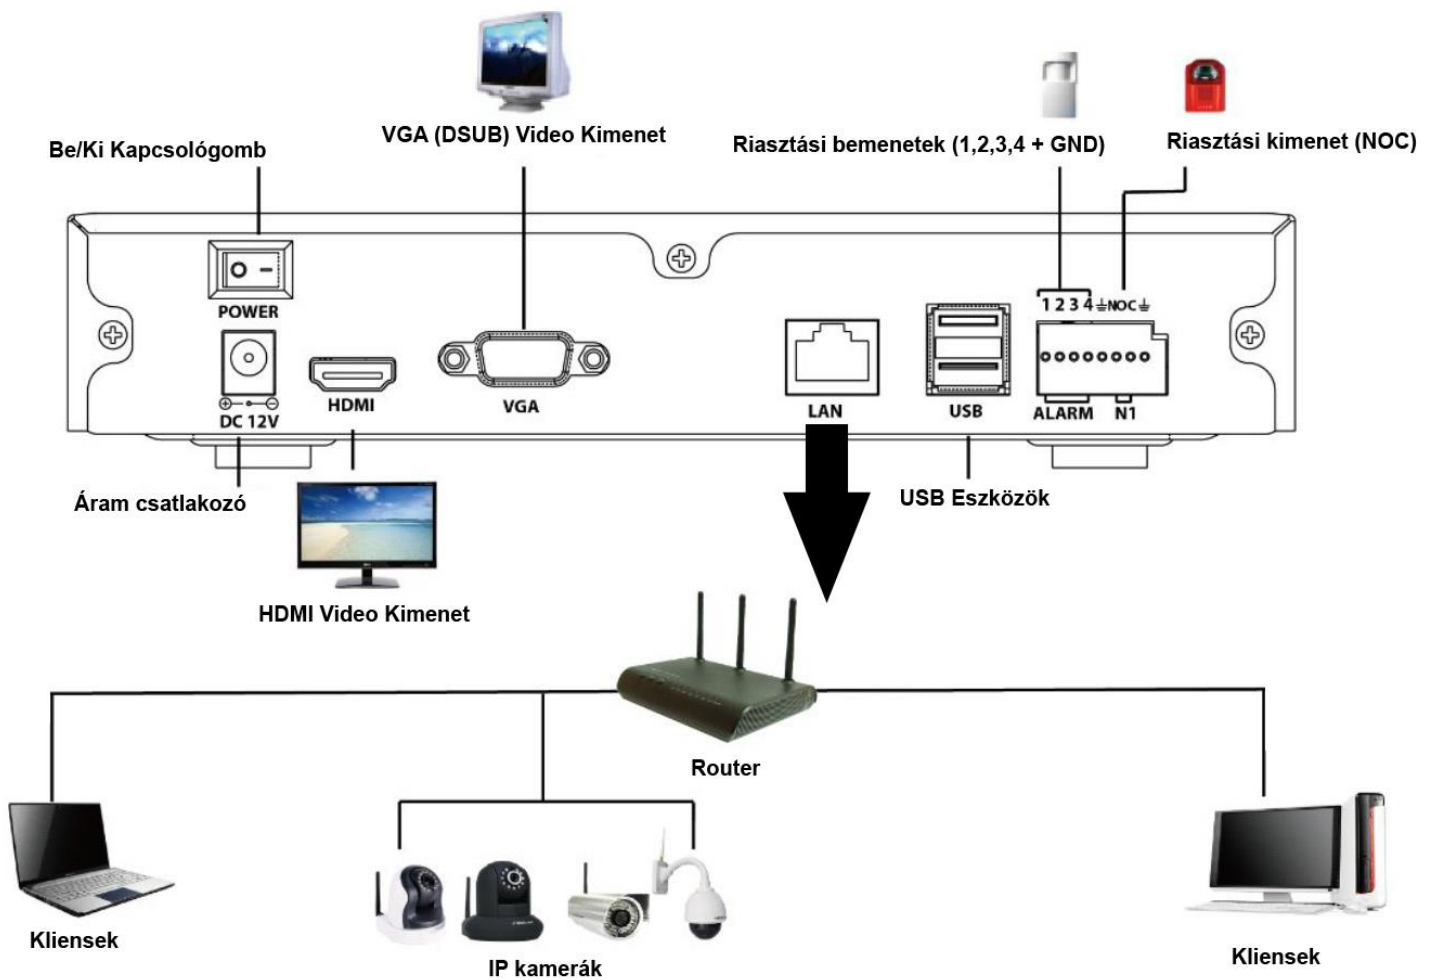 VGA (DSUB) Video Kimenet
Be/Ki Kapcsológomb
Riasztási bemenetek (1,2,3,4 + GND)
Riasztási kimenet (NOC)
POWER
1 2 3 4 ⏚ NOC ⏚
DC 12V
HDMI
VGA
LAN
USB
ALARM N1
Áram csatlakozó
HDMI Video Kimenet
USB Eszközök
Router
Kliensek
IP kamerák
Kliensek